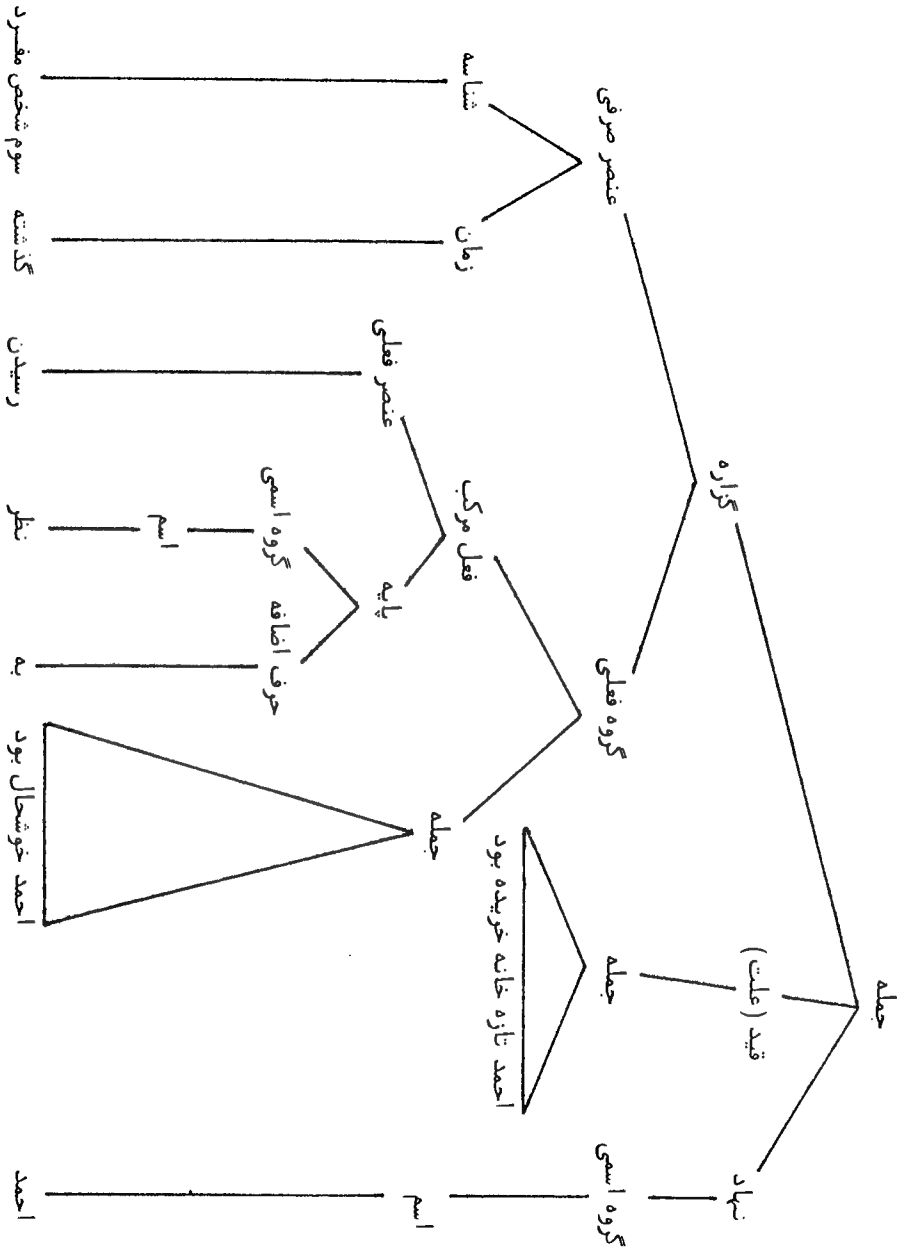 جمله
نهاد
قید (علت)
گزاره
گروه اسمی
جمله
گروه فعلی
عنصر صرفی
احمد تازه خانه خریده بود
اسم
جمله
فعل مرکب
زمان
شناسه
پایه
عنصر فعلی
حرف اضافه
گروه اسمی
اسم
احمد
احمد خوشحال بود
به
نظر
رسیدن
گذشته
سوم شخص مفرد